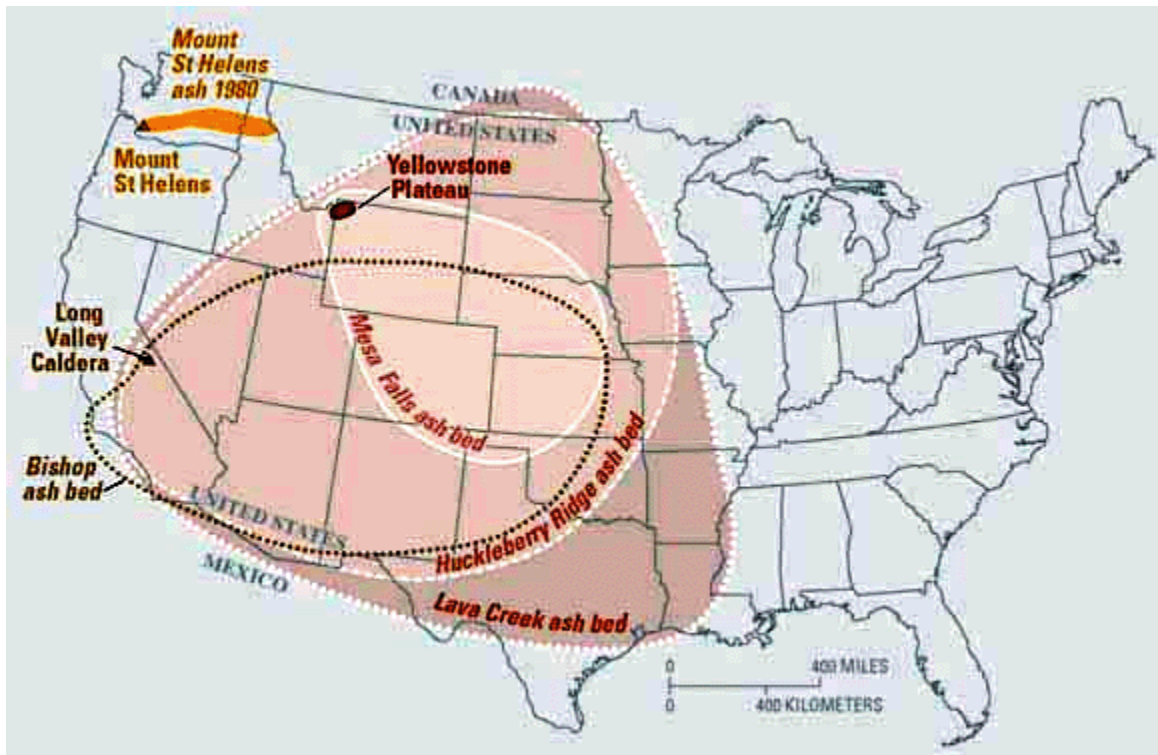 Mount
St Helens
ash 1980
Mount
St Helens
CANADA
UNITED STATES
Yellowstone
Plateau
Long
Valley
Caldera
Mesa Falls ash bed
Bishop
ash bed
UNITED STATES
MEXICO
Huckleberry Ridge ash bed
Lava Creek ash bed
0 400 MILES
0 400 KILOMETERS